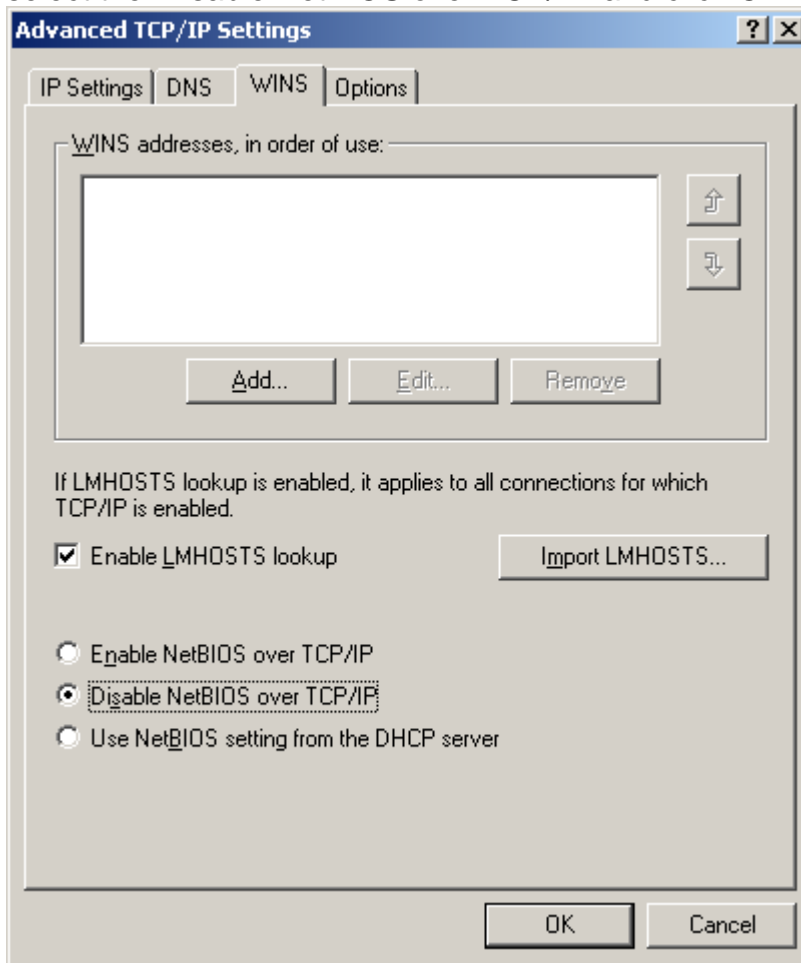 Advanced TCP/IP Settings
IP Settings DNS WINS Options
WINS addresses, in order of use:
Add... Edit... Remove
If LMHOSTS lookup is enabled, it applies to all connections for which
TCP/IP is enabled.
Enable LMHOSTS lookup Import LMHOSTS...
Enable NetBIOS over TCP/IP
Disable NetBIOS over TCP/IP
Use NetBIOS setting from the DHCP server
OK Cancel